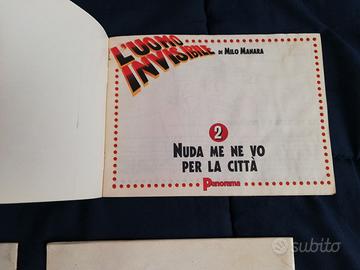 L'UOMO
INVISIBILE
DI MILO MANARA
2
NUDA ME NE VO
PER LA CITTÀ
Panorama
subito